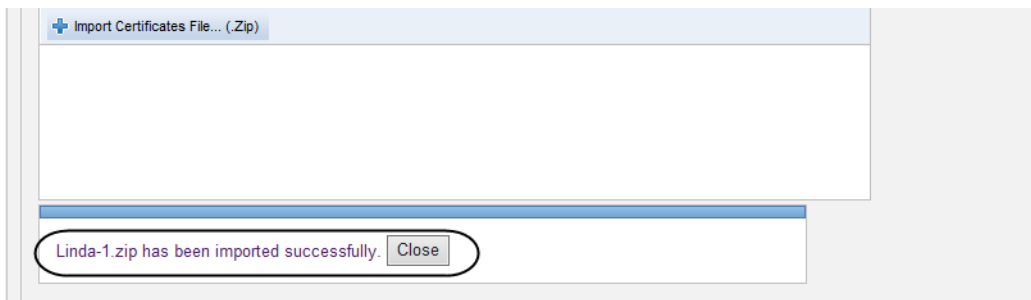 Import Certificates File... (.Zip)
Linda-1.zip has been imported successfully. Close